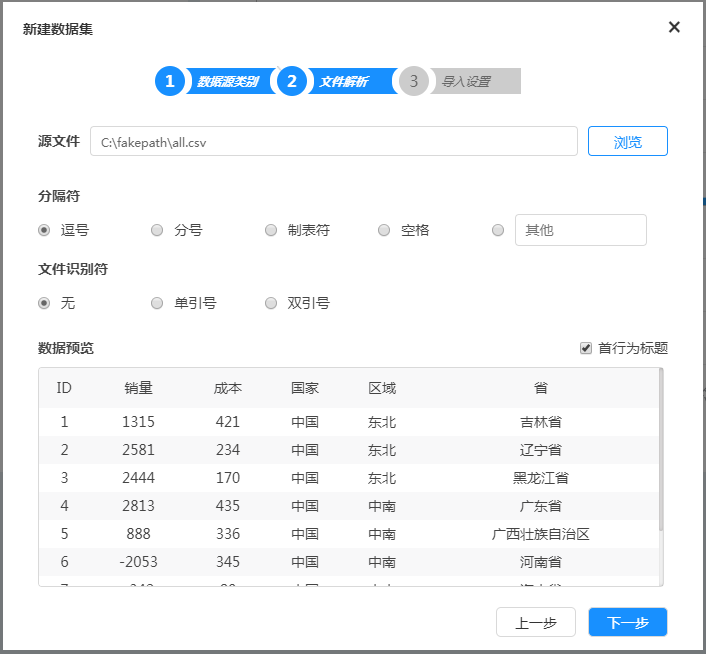 新建数据集
1 数据源类别 2 文件解析 3 导入设置
源文件 C:\fakepath\all.csv 浏览
分隔符
逗号 分号 制表符 空格 其他
文件识别符
无 单引号 双引号
数据预览 首行为标题
ID 销量 成本 国家 区域 省
1 1315 421 中国 东北 吉林省
2 2581 234 中国 东北 辽宁省
3 2444 170 中国 东北 黑龙江省
4 2813 435 中国 中南 广东省
5 888 336 中国 中南 广西壮族自治区
6 -2053 345 中国 中南 河南省
上一步 下一步